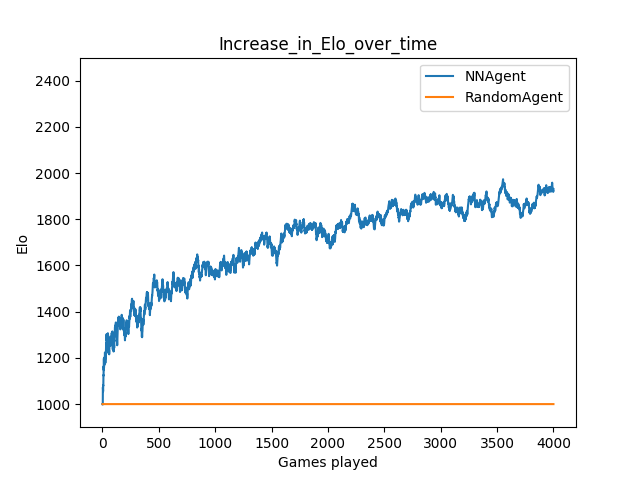 Increase_in_Elo_over_time
NNAgent
RandomAgent
2400
2200
2000
1800
1600
1400
1200
1000
Elo
0 500 1000 1500 2000 2500 3000 3500 4000
Games played